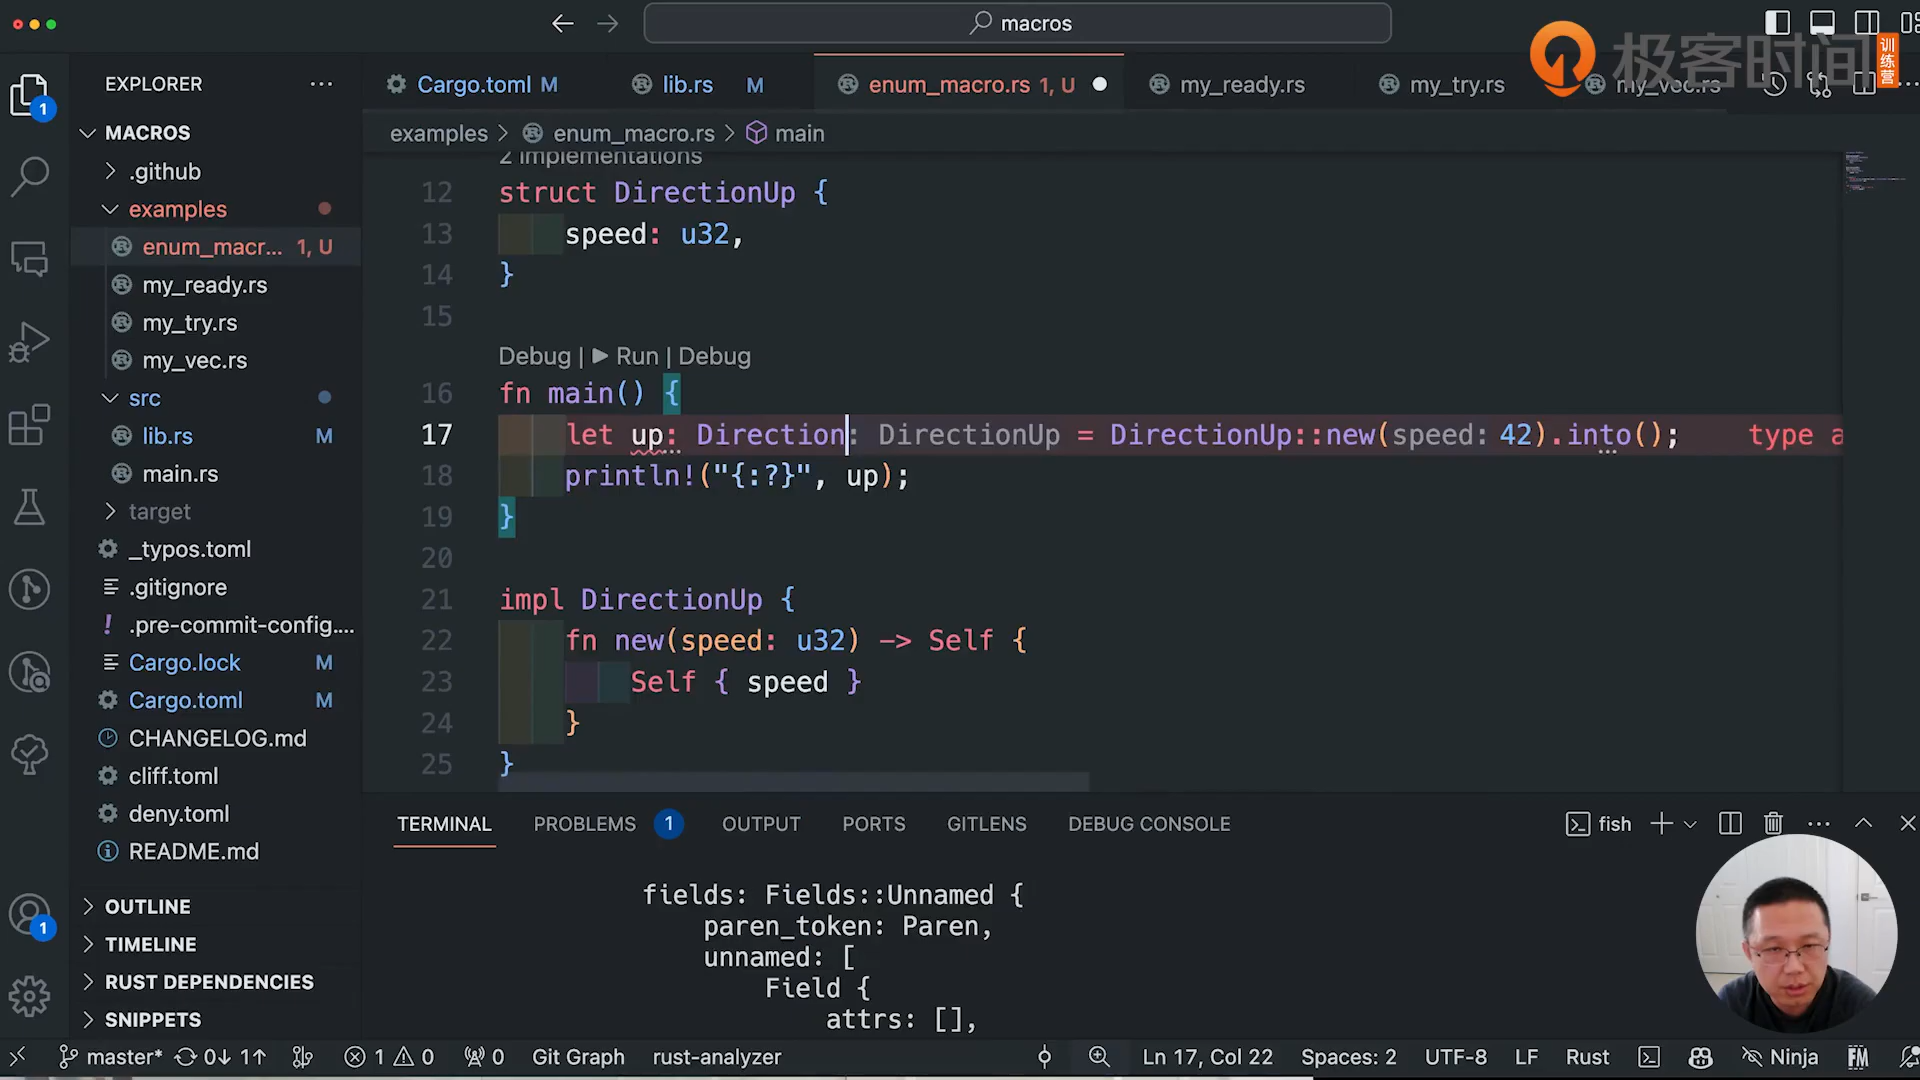 macros
极客时间
训练营
EXPLORER
MACROS
.github
examples
enum_macr... 1, U
my_ready.rs
my_try.rs
my_vec.rs
src
lib.rs M
main.rs
target
_typos.toml
.gitignore
.pre-commit-config....
Cargo.lock M
Cargo.toml M
CHANGELOG.md
cliff.toml
deny.toml
README.md
OUTLINE
TIMELINE
RUST DEPENDENCIES
SNIPPETS
1
1
Cargo.toml M lib.rs M enum_macro.rs 1, U my_ready.rs my_try.rs my_vec.rs
examples > enum_macro.rs > main
2 implementations
12 struct DirectionUp {
13 speed: u32,
14 }
15
Debug | ▶ Run | Debug
16 fn main() {
17 let up: Direction: DirectionUp = DirectionUp::new(speed: 42).into(); type a
18 println!("{:?}", up);
19 }
20
21 impl DirectionUp {
22 fn new(speed: u32) -> Self {
23 Self { speed }
24 }
25 }
TERMINAL PROBLEMS 1 OUTPUT PORTS GITLENS DEBUG CONSOLE fish
fields: Fields::Unnamed {
paren_token: Paren,
unnamed: [
Field {
attrs: [],
master* 0↓ 1↑ 1 0 0 Git Graph rust-analyzer Ln 17, Col 22 Spaces: 2 UTF-8 LF Rust Ninja